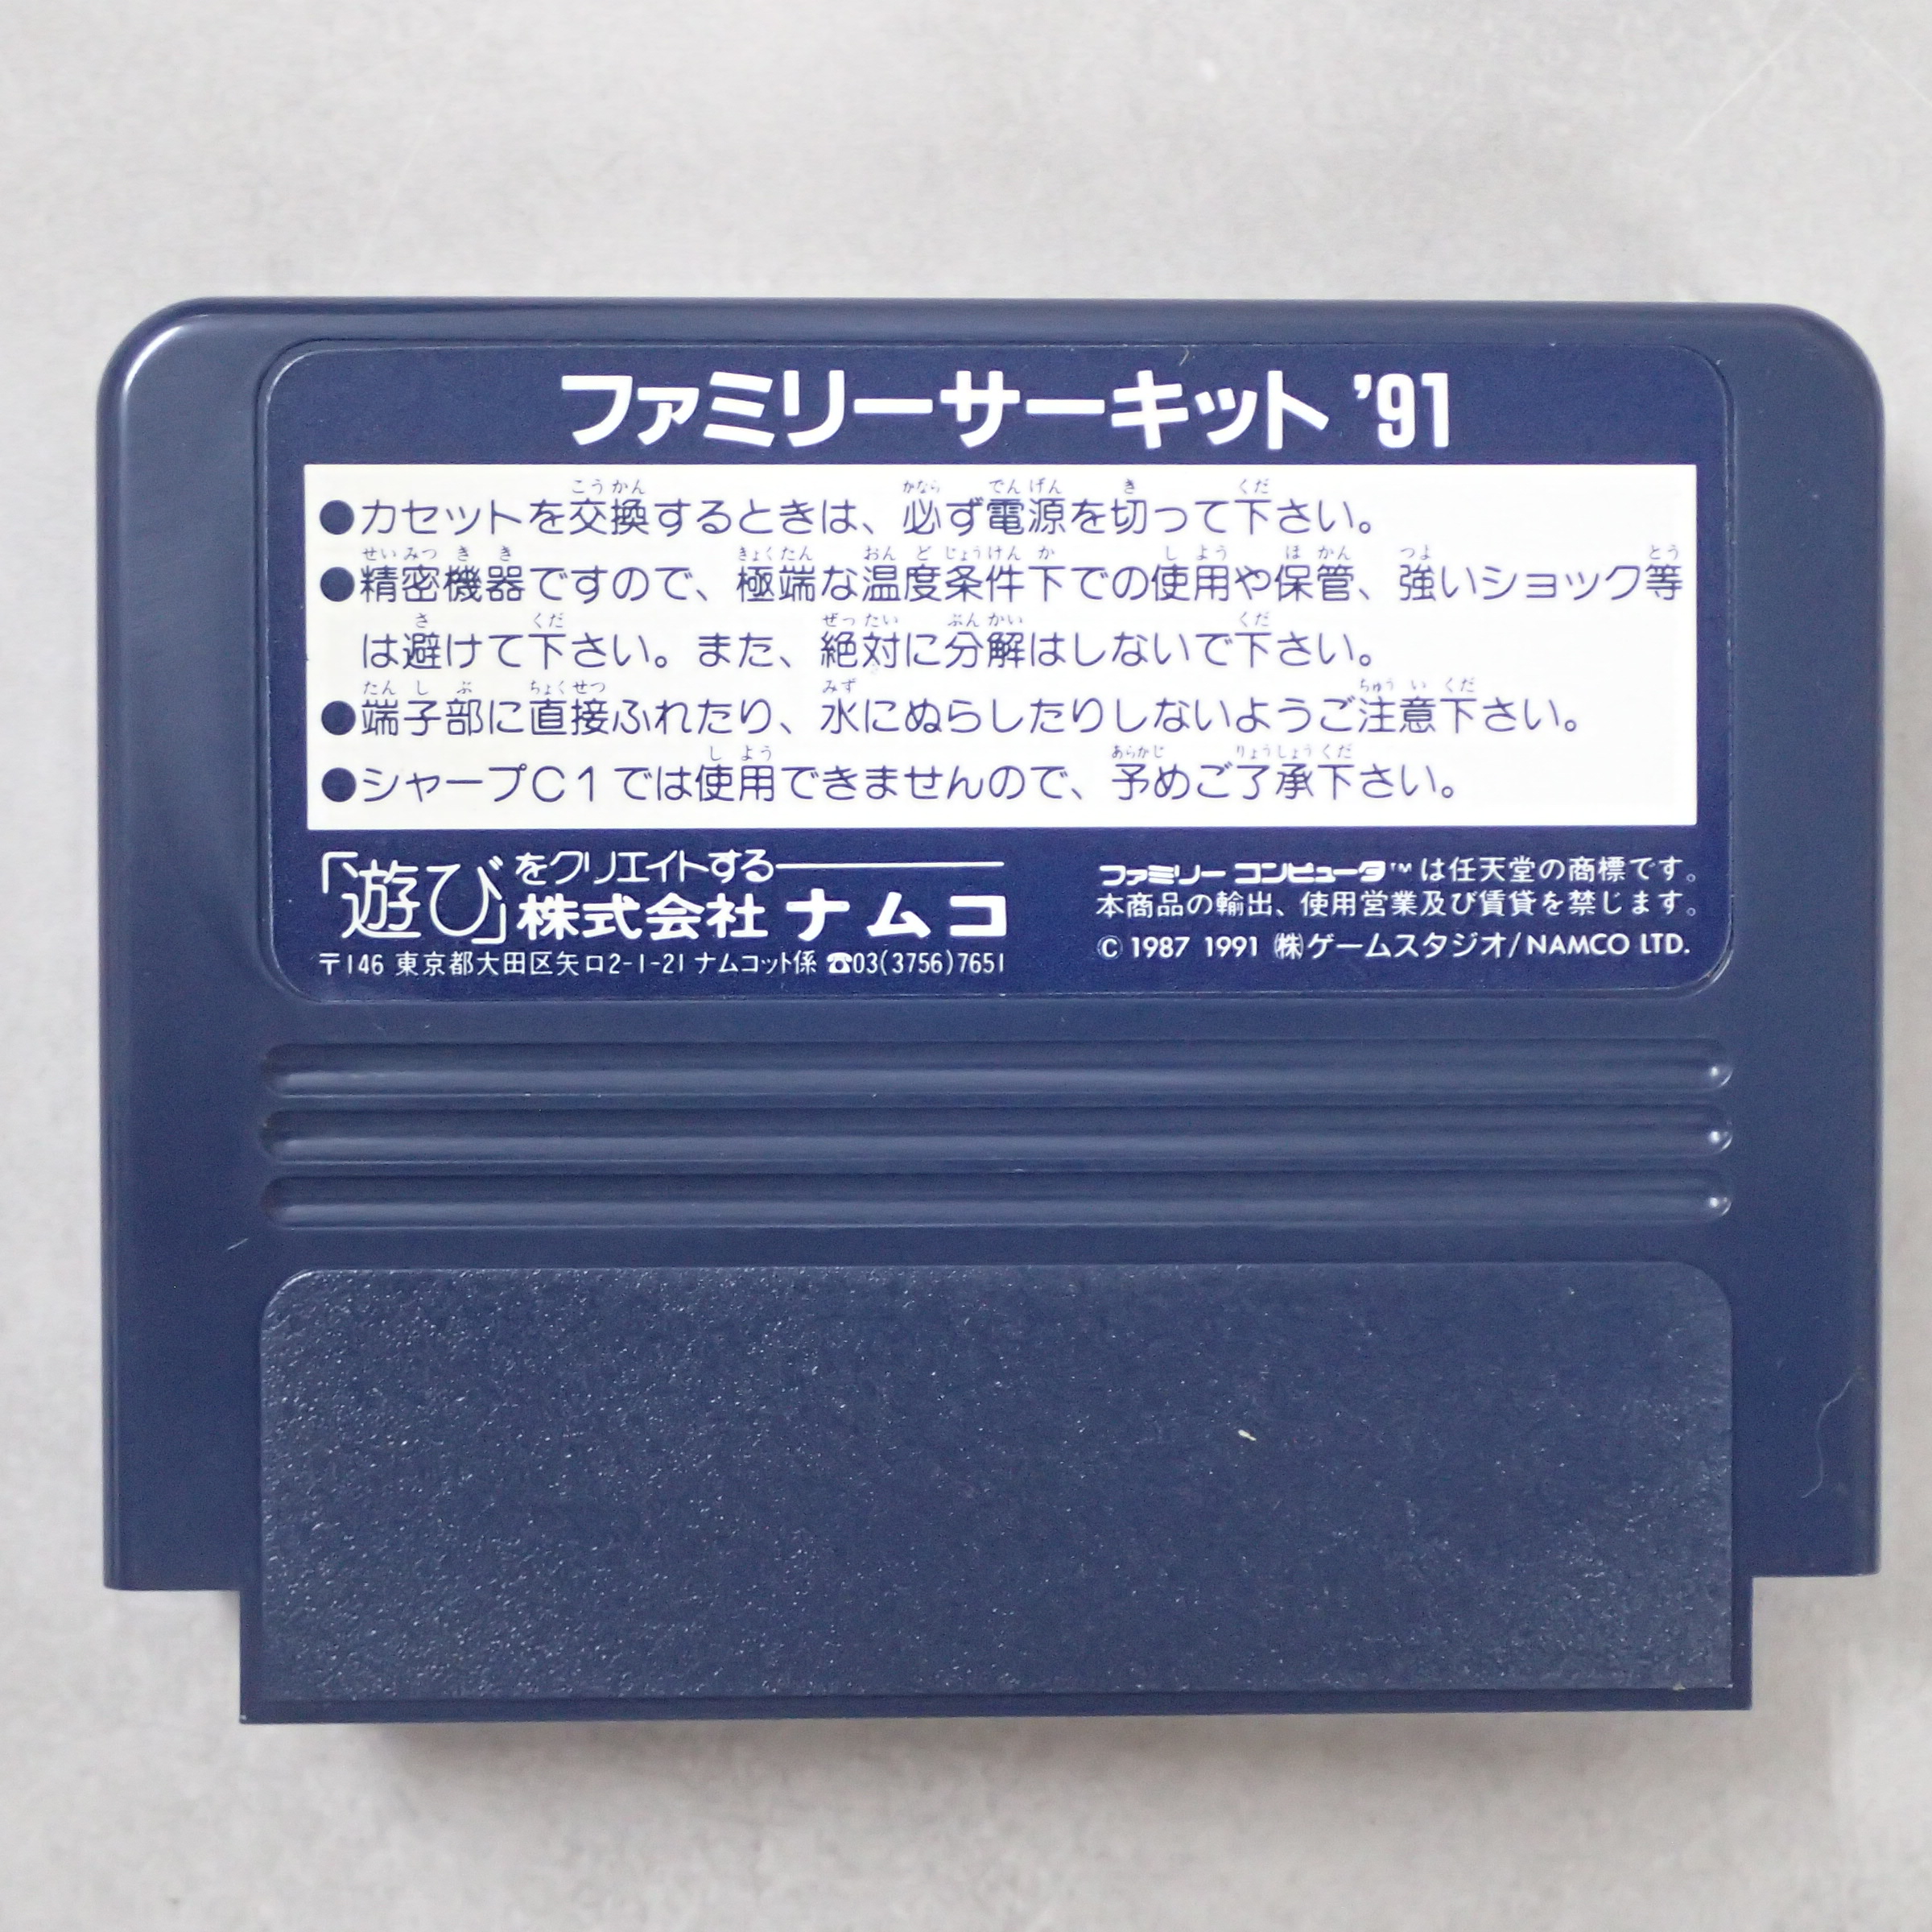 ファミリーサーキット '91
●カセットを交換するときは、必ず電源を切って下さい。
●精密機器ですので、極端な温度条件下での使用や保管、強いショック等
は避けて下さい。また、絶対に分解はしないで下さい。
●端子部に直接ふれたり、水にぬらしたりしないようご注意下さい。
●シャープC1では使用できませんので、予めご了承下さい。
「遊び」をクリエイトする
株式会社 ナムコ
〒146 東京都大田区矢口2-1-21 ナムコット係 ☎03(3756)7651
ファミリーコンピュータ™は任天堂の商標です。
本商品の輸出、使用営業及び賃貸を禁じます。
© 1987 1991 ㈱ゲームスタジオ/NAMCO LTD.